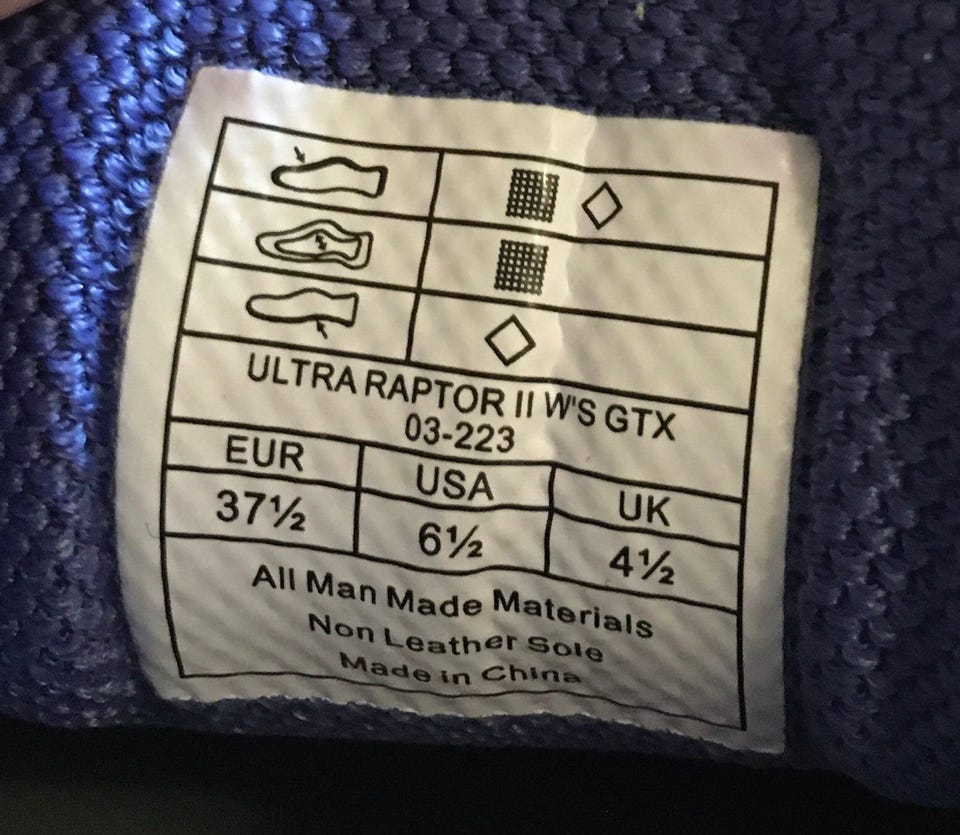 ULTRA RAPTOR II W'S GTX
03-223
EUR USA UK
37½ 6½ 4½
All Man Made Materials
Non Leather Sole
Made in China